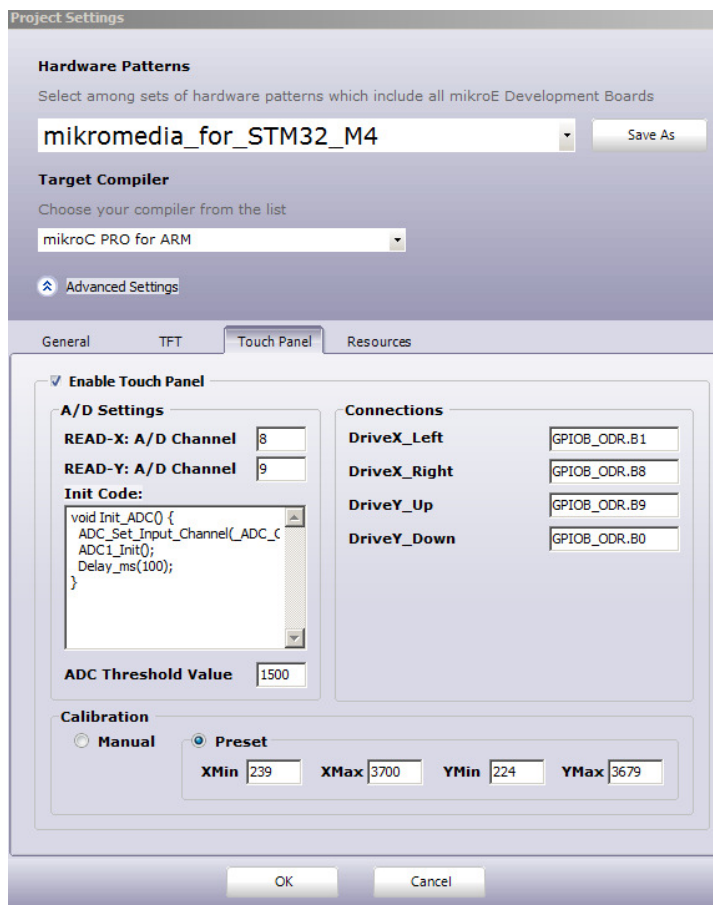 Project Settings
Hardware Patterns
Select among sets of hardware patterns which include all mikroE Development Boards
mikromedia_for_STM32_M4
Save As
Target Compiler
Choose your compiler from the list
mikroC PRO for ARM
Advanced Settings
General TFT Touch Panel Resources
Enable Touch Panel
A/D Settings
READ-X: A/D Channel 8
READ-Y: A/D Channel 9
Init Code:
void Init_ADC() {
ADC_Set_Input_Channel(_ADC_C
ADC1_Init();
Delay_ms(100);
}
ADC Threshold Value 1500
Connections
DriveX_Left GPIOB_ODR.B1
DriveX_Right GPIOB_ODR.B8
DriveY_Up GPIOB_ODR.B9
DriveY_Down GPIOB_ODR.B0
Calibration
Manual Preset
XMin 239 XMax 3700 YMin 224 YMax 3679
OK Cancel